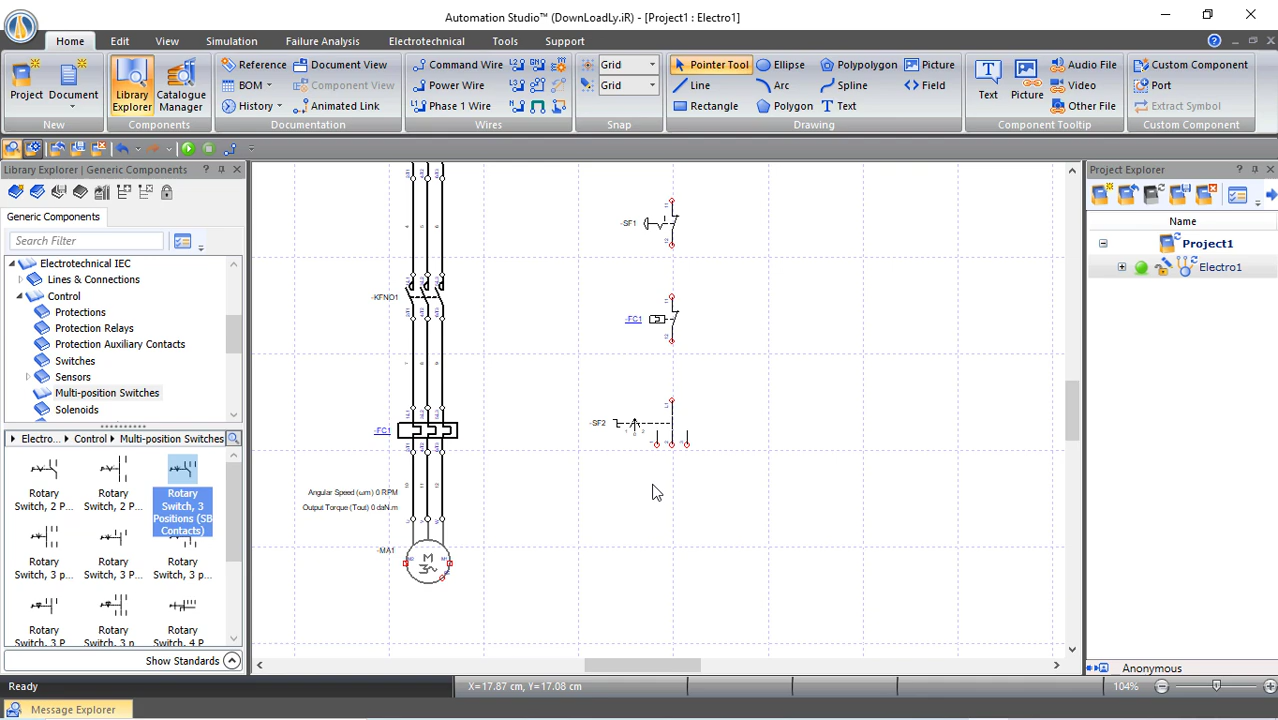 Automation Studio™ (DownLoadLy.iR) - [Project1 : Electro1]
Home Edit View Simulation Failure Analysis Electrotechnical Tools Support
Reference Document View Command Wire Grid Pointer Tool Ellipse Polypolygon Picture Audio File Custom Component
BOM Component View Power Wire Grid Line Arc Spline Field Video Port
Project Document Library Explorer Catalogue Manager History Animated Link Phase 1 Wire Rectangle Polygon Text Text Picture Other File Extract Symbol
New Components Documentation Wires Snap Drawing Component Tooltip Custom Component
Library Explorer | Generic Components
Generic Components
Search Filter
Electrotechnical IEC
Lines & Connections
Control
Protections
Protection Relays
Protection Auxiliary Contacts
Switches
Sensors
Multi-position Switches
Solenoids
Electro... Control Multi-position Switches
Rotary Switch, 2 P...
Rotary Switch, 2 P...
Rotary Switch, 3 Positions (SB Contacts)
Rotary Switch, 3 p...
Rotary Switch, 3 P...
Switch, 3 p...
Rotary Switch, 3 P...
Rotary Switch, 3 p...
Rotary Switch, 4 P...
Show Standards
-KFNO1
-FC1
Angular Speed (ωm) 0 RPM
Output Torque (Tout) 0 daN.m
-MA1
M
3~
-SF1
-FC1
-SF2
Project Explorer
Name
Project1
Electro1
Anonymous
Ready X=17.87 cm, Y=17.08 cm 104%
Message Explorer